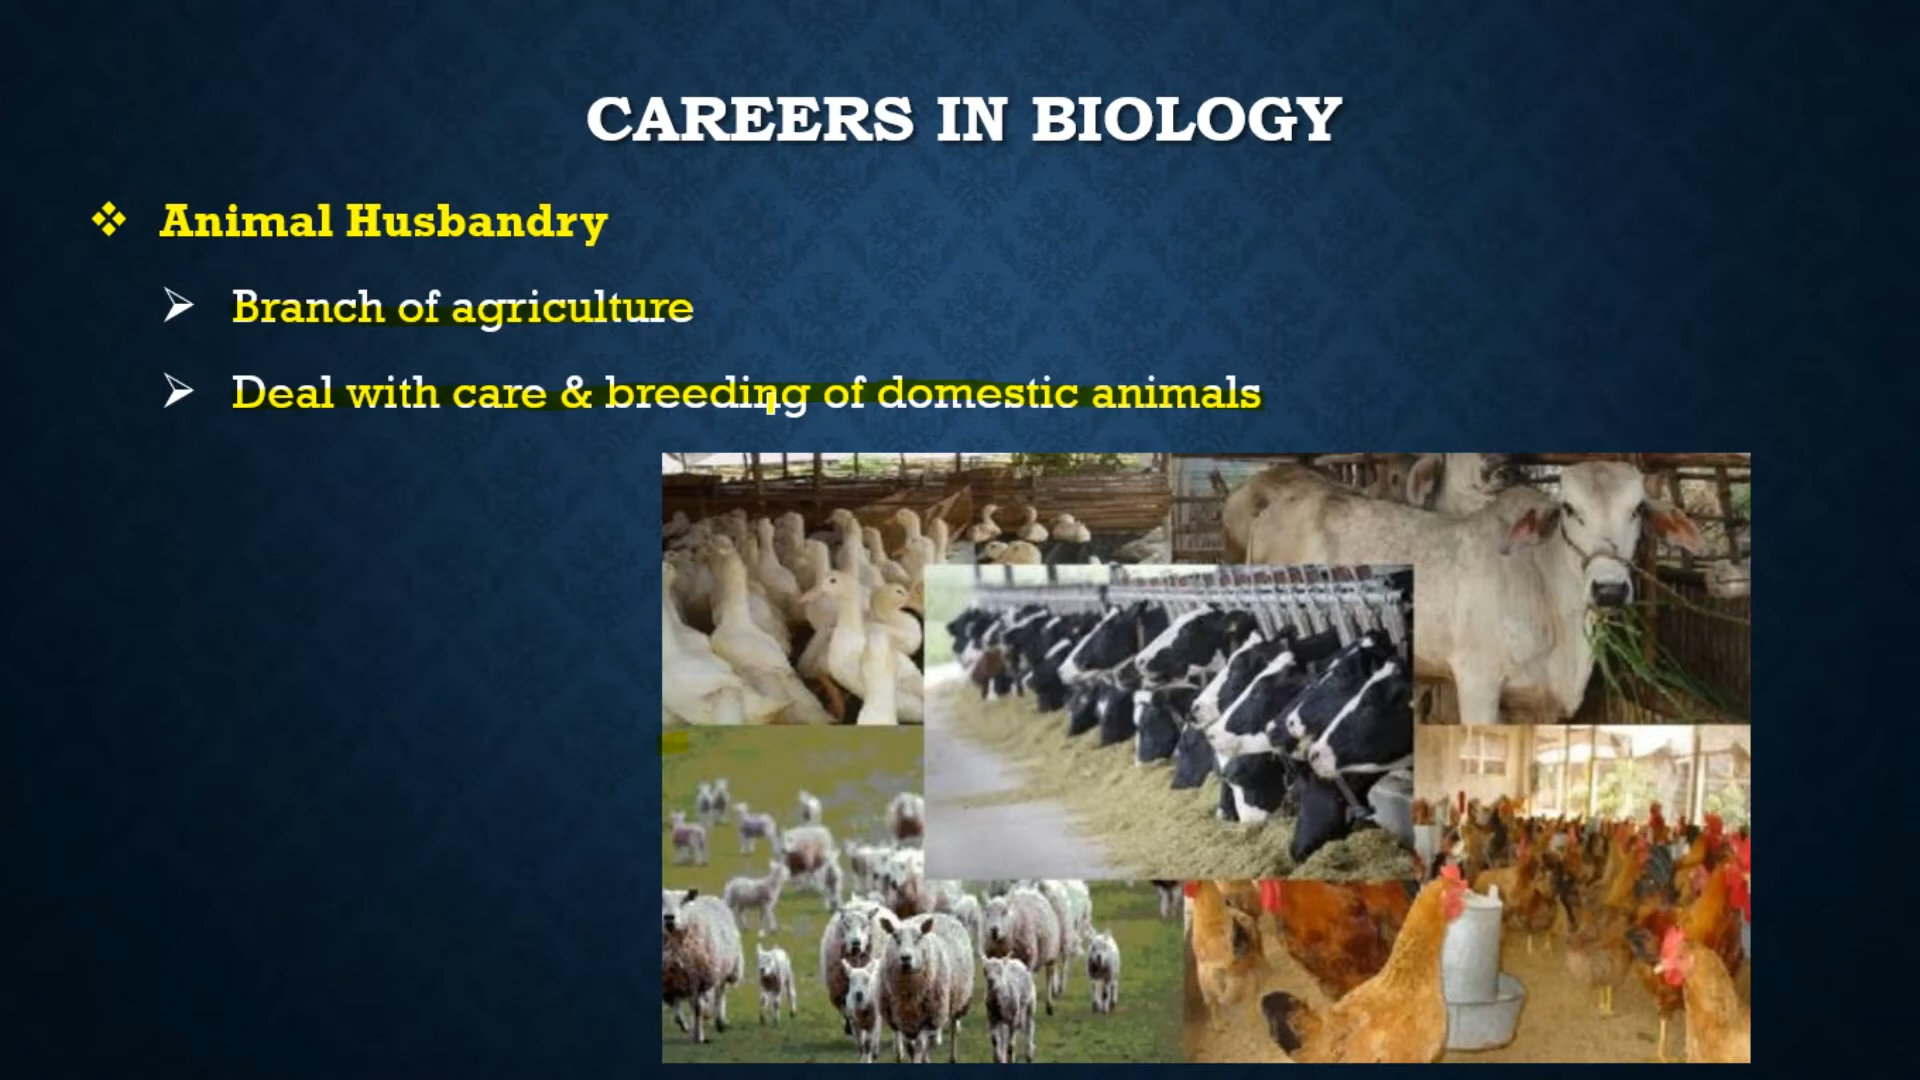 CAREERS IN BIOLOGY
Animal Husbandry
Branch of agriculture
Deal with care & breeding of domestic animals